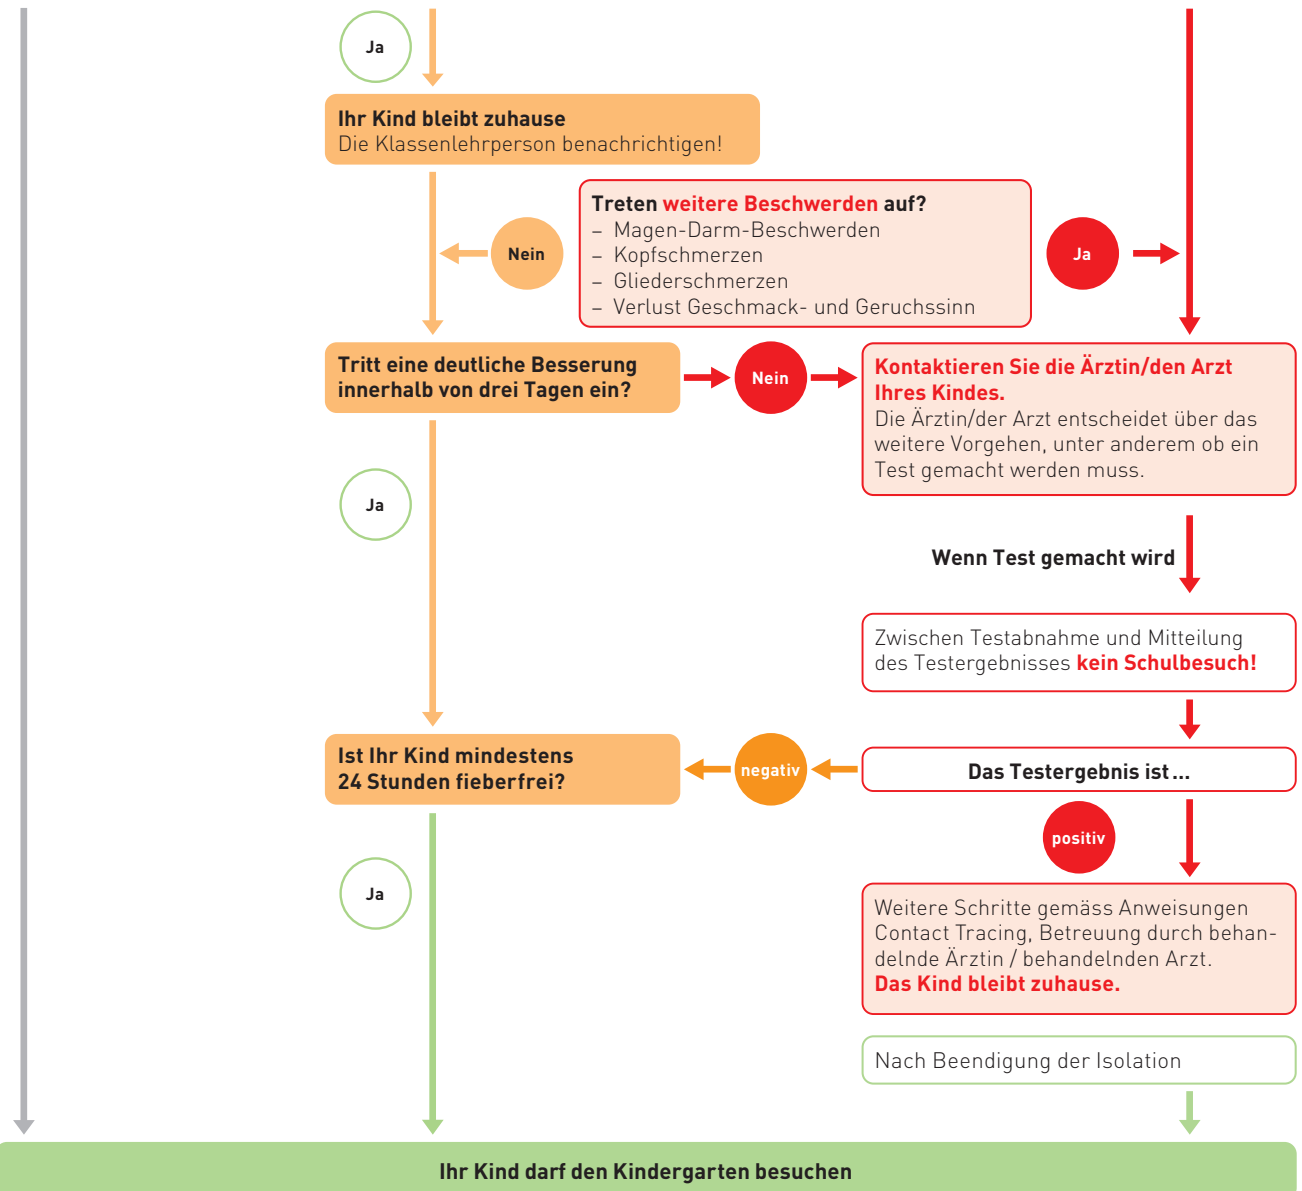 Ja
Ihr Kind bleibt zuhause
Die Klassenlehrperson benachrichtigen!
Treten weitere Beschwerden auf?
– Magen-Darm-Beschwerden
– Kopfschmerzen
– Gliederschmerzen
– Verlust Geschmack- und Geruchssinn
Nein
Ja
Tritt eine deutliche Besserung
innerhalb von drei Tagen ein?
Nein
Kontaktieren Sie die Ärztin/den Arzt
Ihres Kindes.
Die Ärztin/der Arzt entscheidet über das
weitere Vorgehen, unter anderem ob ein
Test gemacht werden muss.
Ja
Wenn Test gemacht wird
Zwischen Testabnahme und Mitteilung
des Testergebnisses kein Schulbesuch!
Ist Ihr Kind mindestens
24 Stunden fieberfrei?
negativ
Das Testergebnis ist ...
positiv
Ja
Weitere Schritte gemäss Anweisungen
Contact Tracing, Betreuung durch behan-
delnde Ärztin / behandelnden Arzt.
Das Kind bleibt zuhause.
Nach Beendigung der Isolation
Ihr Kind darf den Kindergarten besuchen